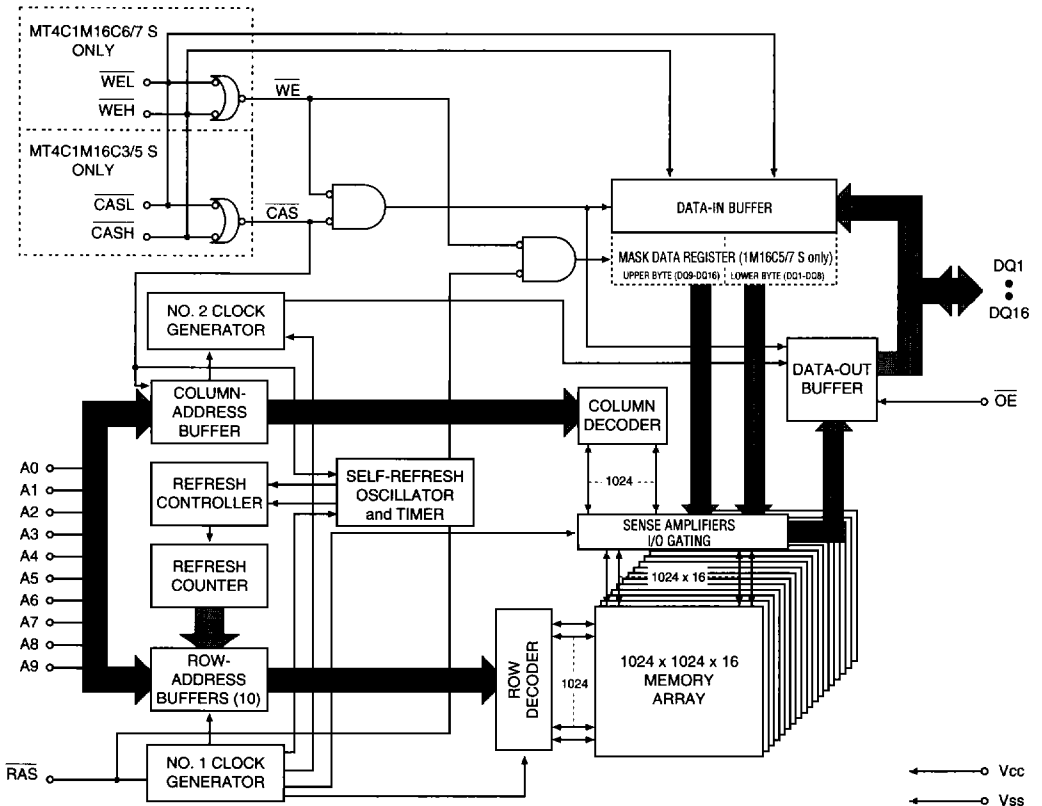 MT4C1M16C6/7 S
ONLY
WEL
WEH
WE
MT4C1M16C3/5 S
ONLY
CASL
CASH
CAS
DATA-IN BUFFER
MASK DATA REGISTER (1M16C5/7 S only)
UPPER BYTE (DQ9-DQ16)
LOWER BYTE (DQ1-DQ8)
DQ1
DQ16
NO. 2 CLOCK
GENERATOR
DATA-OUT
BUFFER
OE
COLUMN-
ADDRESS
BUFFER
COLUMN
DECODER
A0
A1
A2
A3
A4
A5
A6
A7
A8
A9
REFRESH
CONTROLLER
SELF-REFRESH
OSCILLATOR
and TIMER
1024
SENSE AMPLIFIERS
I/O GATING
REFRESH
COUNTER
1024 x 16
ROW-
ADDRESS
BUFFERS (10)
ROW
DECODER
1024
1024 x 1024 x 16
MEMORY
ARRAY
RAS
NO. 1 CLOCK
GENERATOR
Vcc
Vss